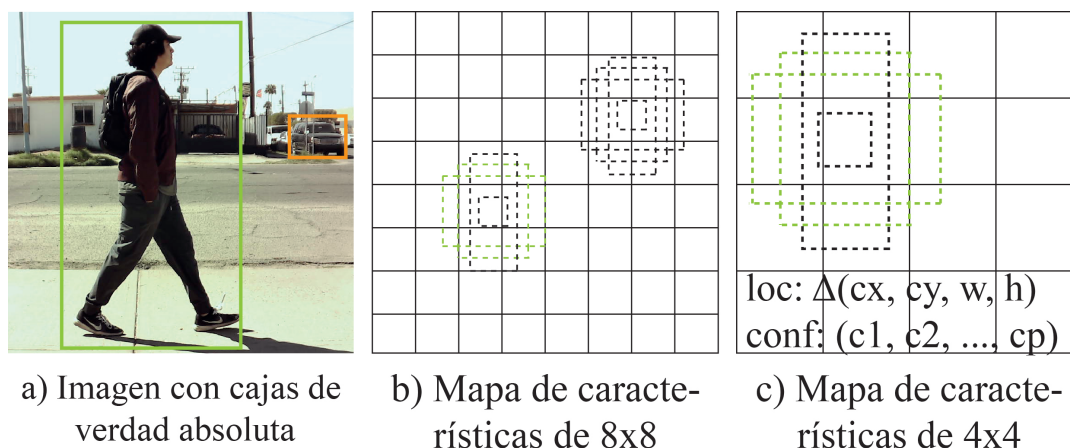 loc: Δ(cx, cy, w, h)
conf: (c1, c2, ..., cp)
a) Imagen con cajas de
verdad absoluta
b) Mapa de caracte-
rísticas de 8x8
c) Mapa de caracte-
rísticas de 4x4